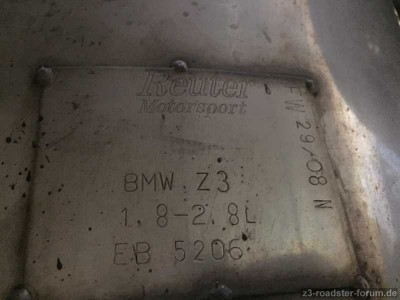 Reuter
Motorsport
BMW Z3
1.8-2.8L
EB 5206
FW 29/08 N
z3-roadster-forum.de